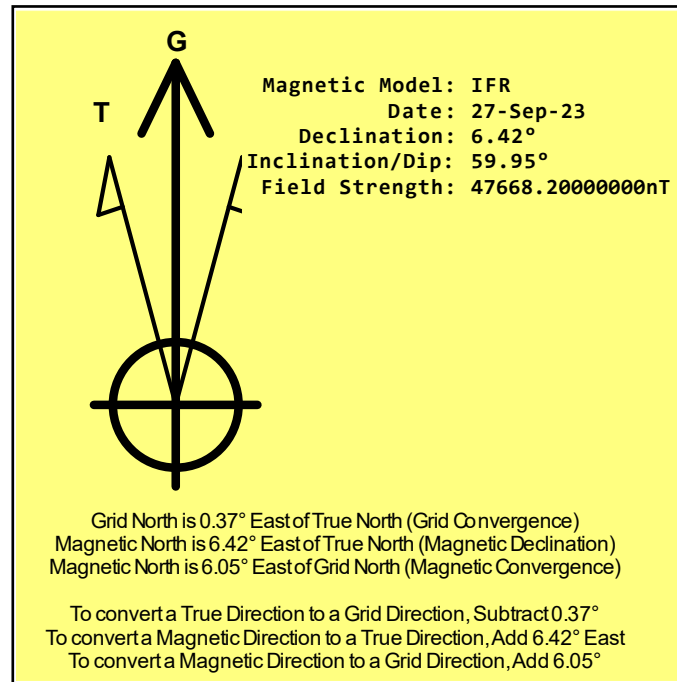 G
T
Magnetic Model: IFR
Date: 27-Sep-23
Declination: 6.42°
Inclination/Dip: 59.95°
Field Strength: 47668.20000000nT
Grid North is 0.37° East of True North (Grid Convergence)
Magnetic North is 6.42° East of True North (Magnetic Declination)
Magnetic North is 6.05° East of Grid North (Magnetic Convergence)
To convert a True Direction to a Grid Direction, Subtract 0.37°
To convert a Magnetic Direction to a True Direction, Add 6.42° East
To convert a Magnetic Direction to a Grid Direction, Add 6.05°